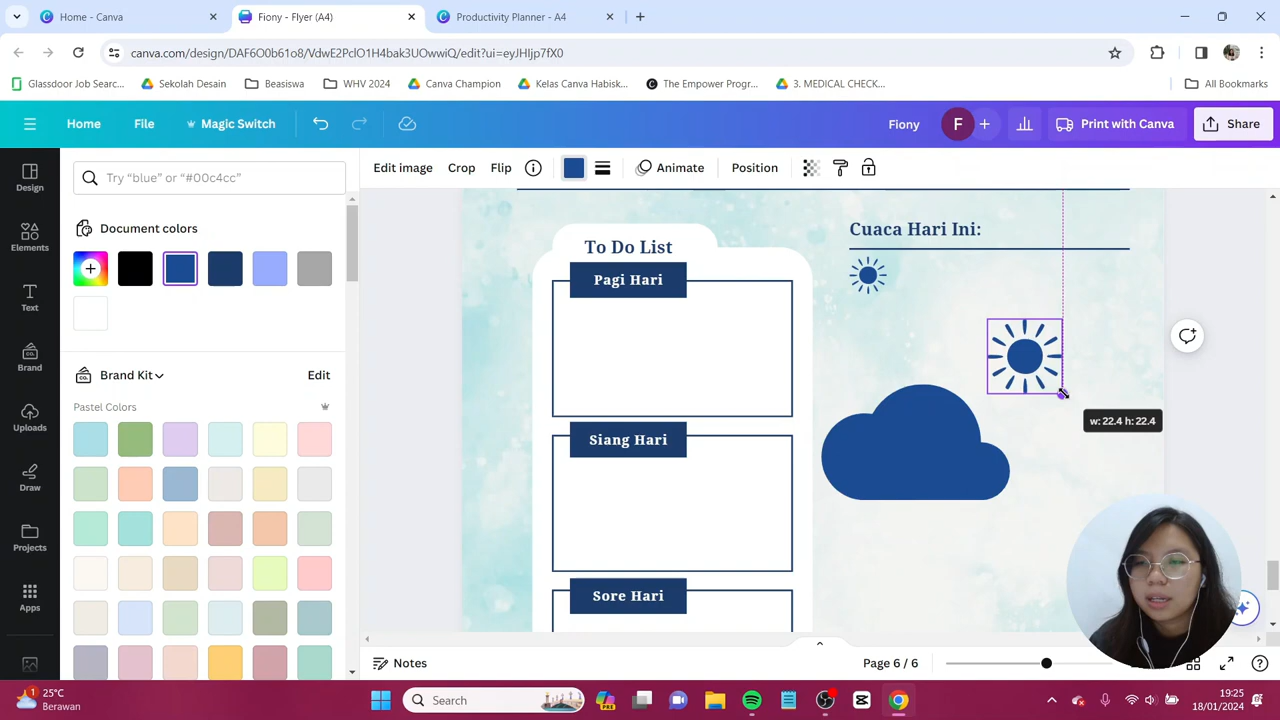 Home - Canva
Fiony - Flyer (A4)
Productivity Planner - A4
canva.com/design/DAF6O0b61o8/VdwE2PclO1H4bak3UOwwiQ/edit?ui=eyJHIjp7fX0
Glassdoor Job Searc...
Sekolah Desain
Beasiswa
WHV 2024
Canva Champion
Kelas Canva Habisk...
The Empower Progr...
3. MEDICAL CHECK...
All Bookmarks
Home
File
Magic Switch
Fiony
F
Print with Canva
Share
Edit image
Crop
Flip
Animate
Position
Design
Elements
Text
Brand
Uploads
Draw
Projects
Apps
Try “blue” or “#00c4cc”
Document colors
Brand Kit
Edit
Pastel Colors
To Do List
Pagi Hari
Siang Hari
Sore Hari
Cuaca Hari Ini:
w: 22.4 h: 22.4
Notes
Page 6 / 6
1
25°C
Berawan
Search
PRE
19:25
18/01/2024